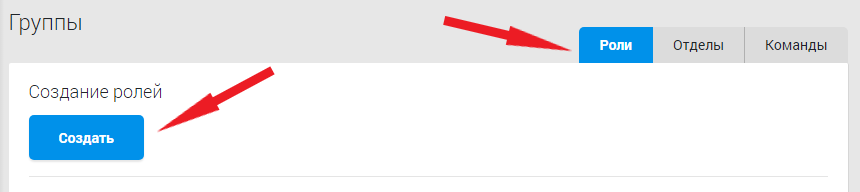 Группы
Роли Отделы Команды
Создание ролей
Создать